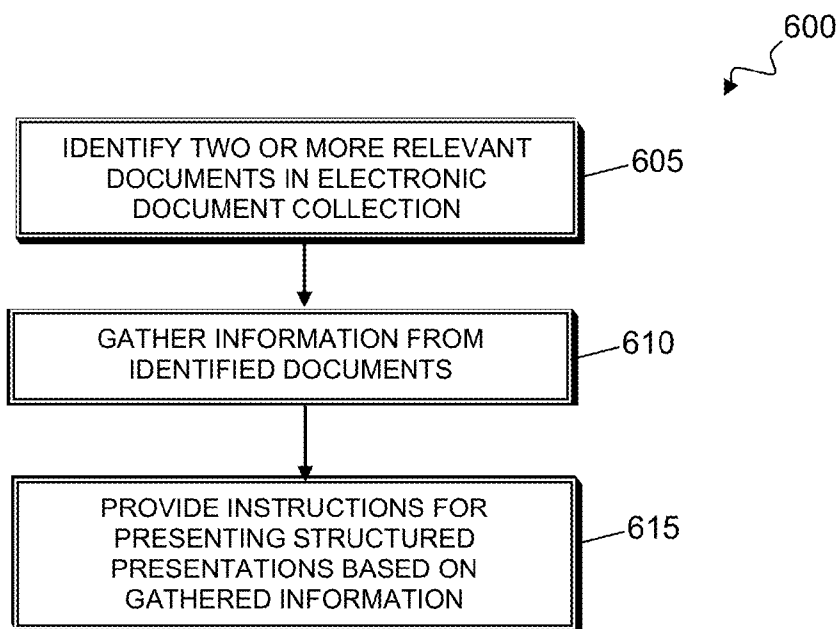 600
IDENTIFY TWO OR MORE RELEVANT
DOCUMENTS IN ELECTRONIC
DOCUMENT COLLECTION
605
GATHER INFORMATION FROM
IDENTIFIED DOCUMENTS
610
PROVIDE INSTRUCTIONS FOR
PRESENTING STRUCTURED
PRESENTATIONS BASED ON
GATHERED INFORMATION
615